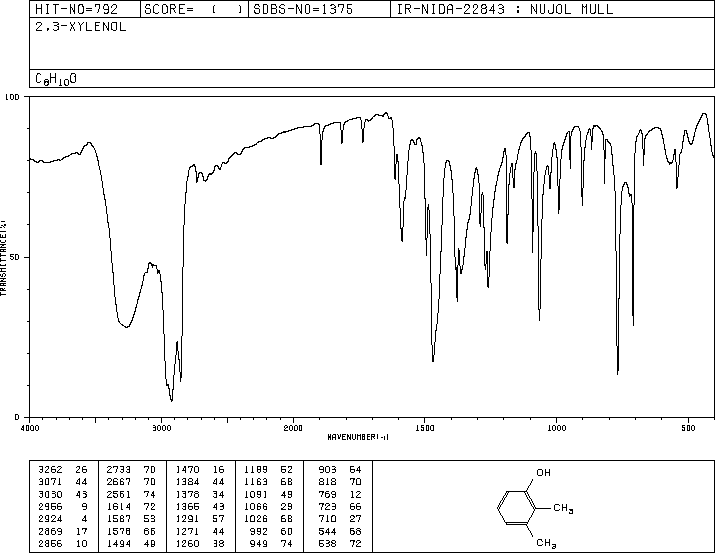 HIT-NO=792 SCORE= ( ) SDBS-NO=1375 IR-NIDA-22843 : NUJOL MULL
2,3-XYLENOL
C8H10O
100
TRANSMITTANCE(%)
50
0
4000 3000 2000 1500 1000 500
WAVENUMBER(-1)
3262 26 2733 70 1470 16 1189 52 903 64
3071 44 2667 70 1384 44 1163 68 818 70
3030 43 2561 74 1378 34 1091 49 769 12
2956 9 1614 72 1365 43 1066 29 723 66
2924 4 1587 53 1291 57 1026 68 710 27
2869 17 1578 66 1271 44 992 60 544 68
2856 10 1494 49 1260 38 949 74 538 72
OH
CH3
CH3